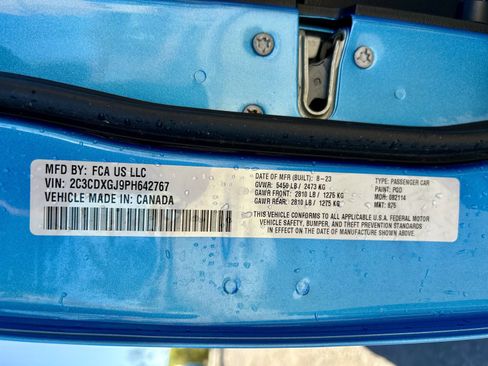 MFD BY: FCA US LLC
VIN: 2C3CDXGJ9PH642767
VEHICLE MADE IN: CANADA
DATE OF MFR (BUILT): 8-23
GVWR: 5450 LB / 2473 KG
GAWR FRONT: 2810 LB / 1275 KG
GAWR REAR: 2810 LB / 1275 KG
TYPE: PASSENGER CAR
PAINT: PQD
MDH: 082114
MKT: 875
THIS VEHICLE CONFORMS TO ALL APPLICABLE U.S.A. FEDERAL MOTOR
VEHICLE SAFETY, BUMPER, AND THEFT PREVENTION STANDARDS
IN EFFECT ON THE DATE OF MANUFACTURE SHOWN ABOVE.